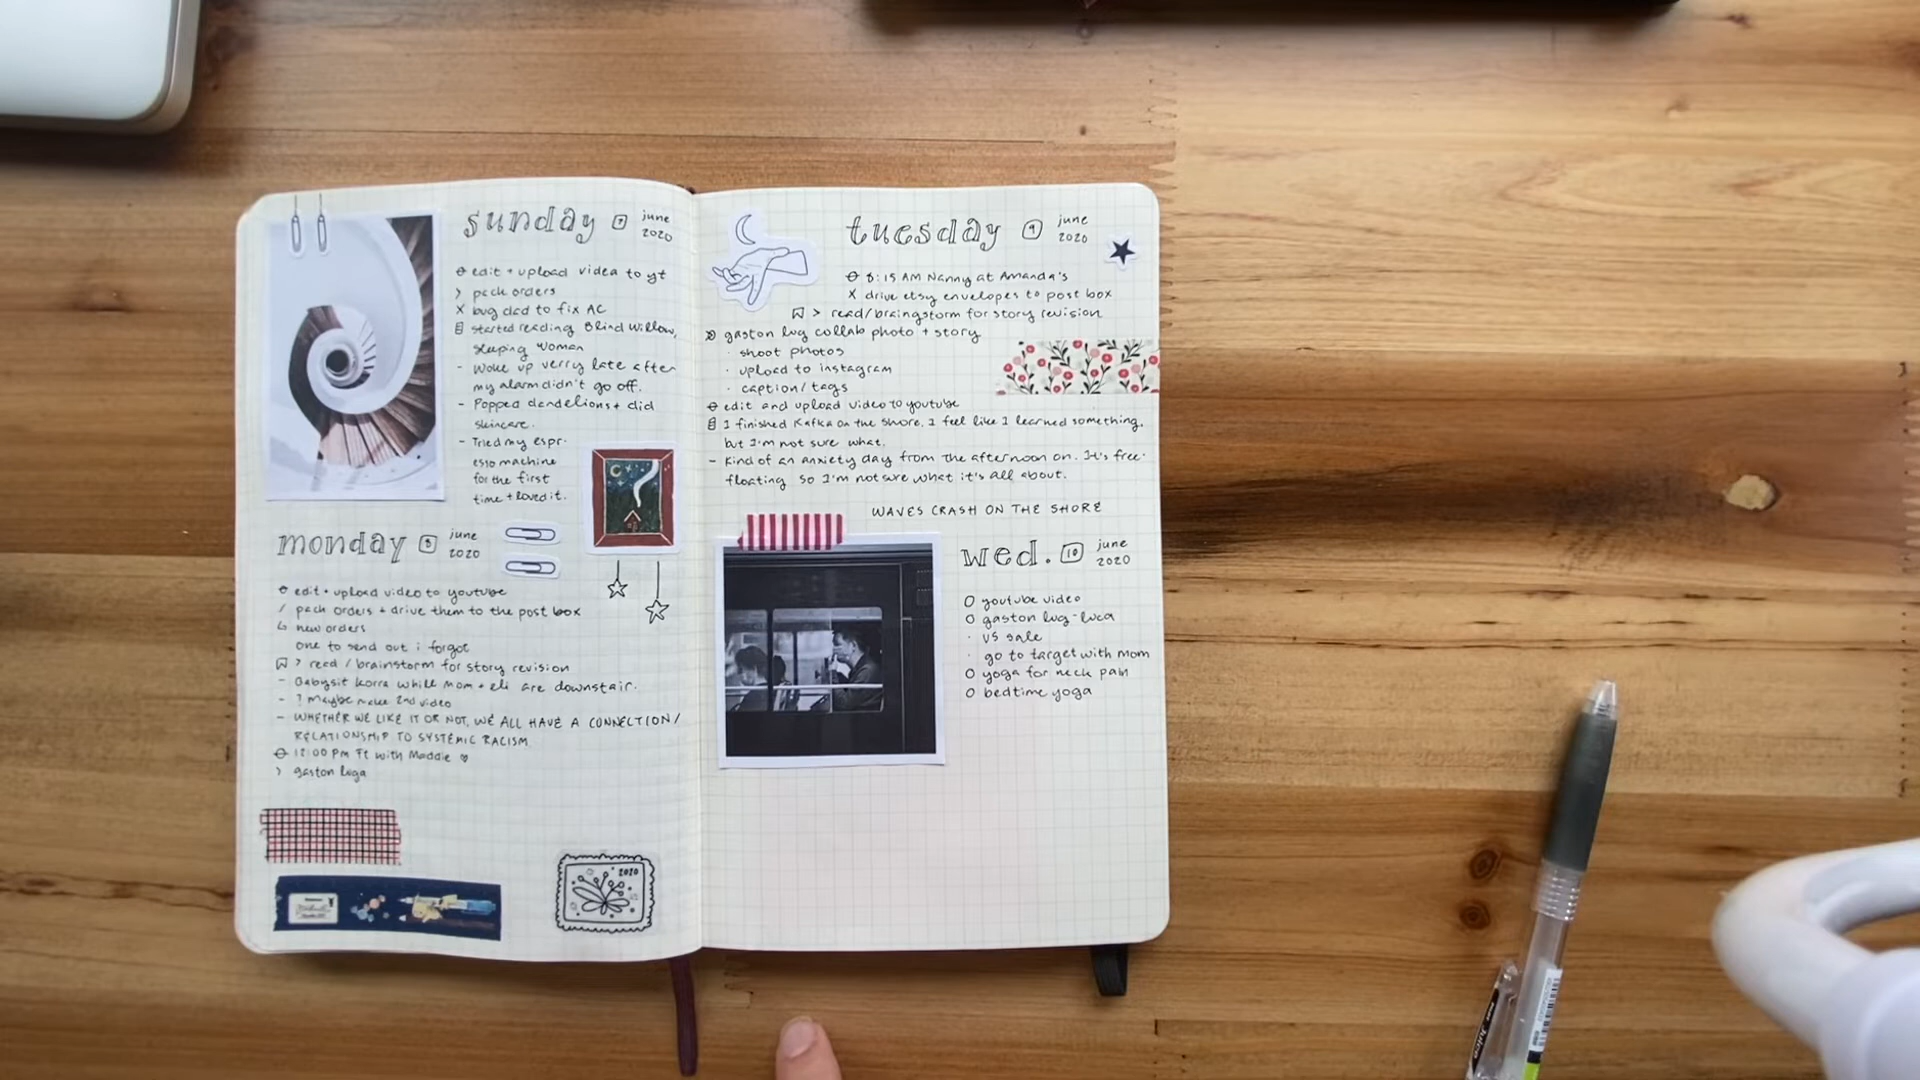 sunday 7 june
2020
edit + upload video to yt
> pack orders
X bug dad to fix AC
started reading Blind Willow,
sleeping woman
- Woke up verry late after
my alarm didn't go off.
- Popped dandelions + did
skincare.
- Tried my espr-
esso machine
for the first
time + loved it.
monday 8 june
2020
edit + upload video to youtube
/ pack orders + drive them to the post box
new orders
one to send out i forgot
> read / brainstorm for story revision
- Babysit Korra while mom + eli are downstair.
- ? maybe make 2nd video
- WHETHER WE LIKE IT OR NOT, WE ALL HAVE A CONNECTION/
RELATIONSHIP TO SYSTEMIC RACISM
12:00 PM FT with Maddie ♡
> gaston luga
2020
tuesday 9 june
2020
8:15 AM Nanny at Amanda's
X drive etsy envelopes to post box
> read/braingstorm for story revision
gaston lug collab photo + story
· shoot photos
· upload to instagram
· caption/tags
edit and upload video to youtube
I finished Kafka on the Shore. I feel like I learned something,
but I'm not sure what.
- Kind of an anxiety day from the afternoon on. It's free-
floating so I'm not sure what it's all about.
WAVES CRASH ON THE SHORE
wed. 10 june
2020
O youtube video
O gaston lug-luca
· VS sale
· go to target with mom
O yoga for neck pain
O bedtime yoga
Juice